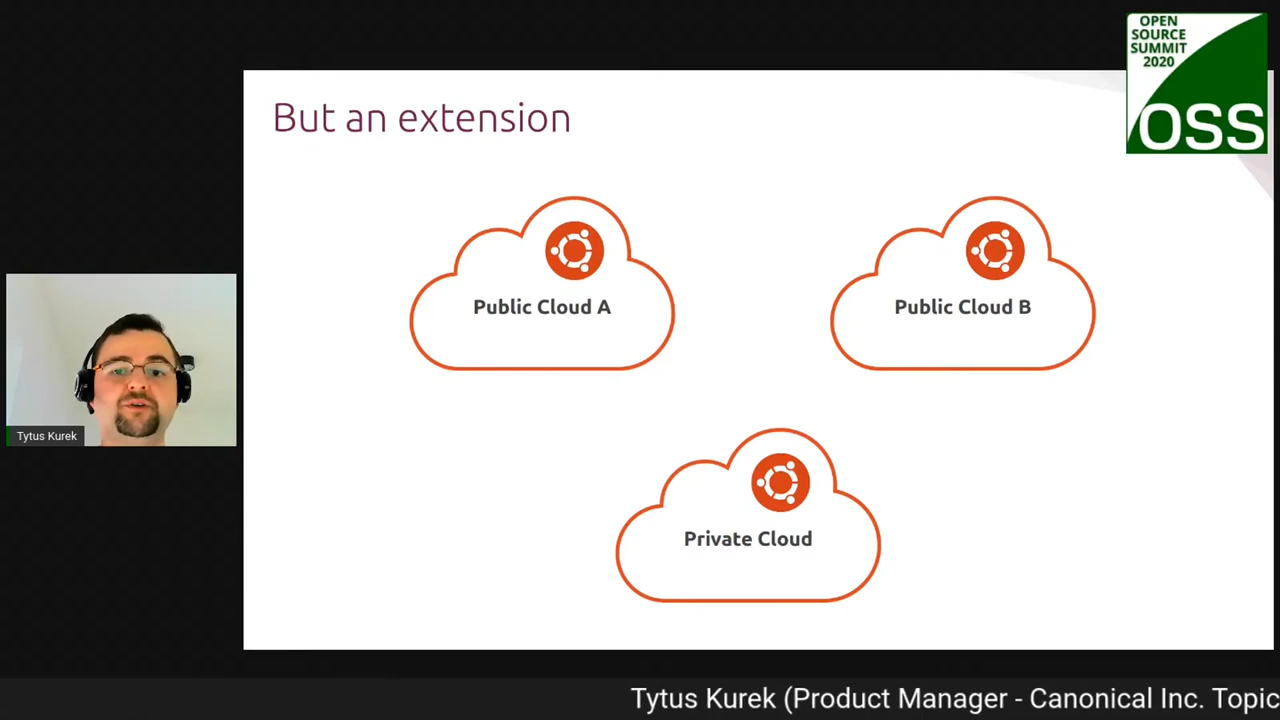 OPEN
SOURCE
SUMMIT
2020
OSS
But an extension
Public Cloud A
Public Cloud B
Private Cloud
Tytus Kurek
Tytus Kurek (Product Manager - Canonical Inc. Topic